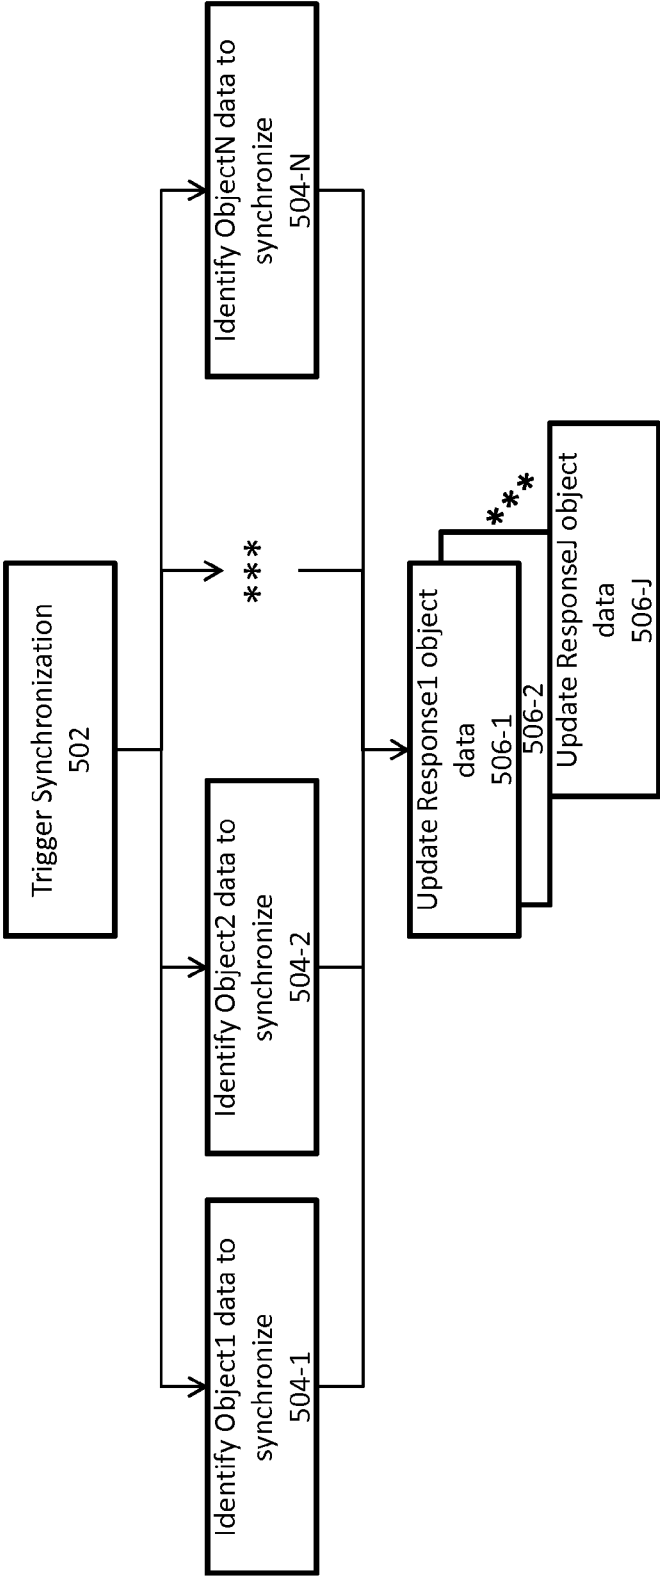 Trigger Synchronization
502
Identify Object1 data to
synchronize
504-1
Identify Object2 data to
synchronize
504-2
***
Identify ObjectN data to
synchronize
504-N
Update Response1 object
data
506-1
506-2
***
Update ResponseJ object
data
506-J